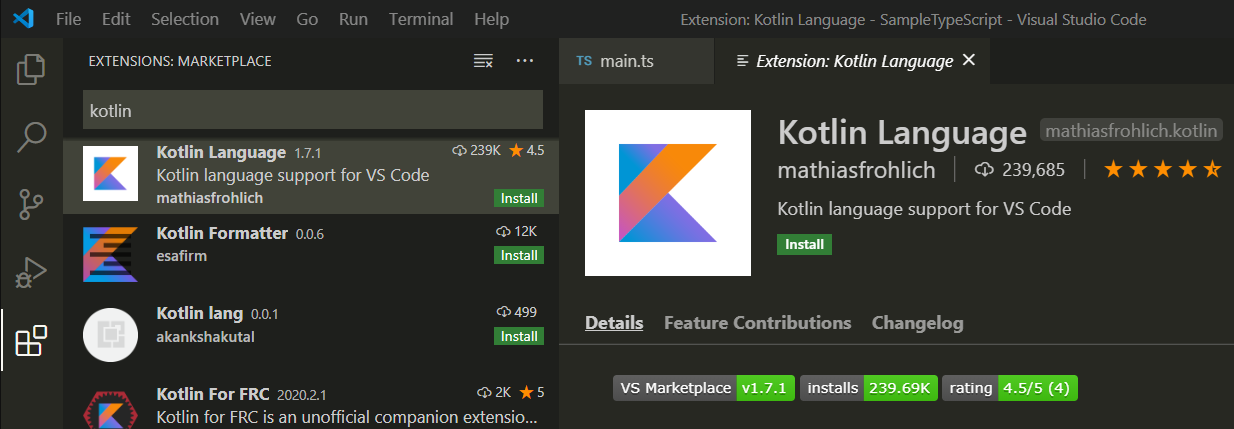 File Edit Selection View Go Run Terminal Help Extension: Kotlin Language - SampleTypeScript - Visual Studio Code
EXTENSIONS: MARKETPLACE
kotlin
Kotlin Language 1.7.1 239K 4.5
Kotlin language support for VS Code
mathiasfrohlich Install
Kotlin Formatter 0.0.6 12K
esafirm Install
Kotlin lang 0.0.1 499
akankshakutal Install
Kotlin For FRC 2020.2.1 2K 5
Kotlin for FRC is an unofficial companion extensio...
TS main.ts Extension: Kotlin Language
Kotlin Language mathiasfrohlich.kotlin
mathiasfrohlich 239,685
Kotlin language support for VS Code
Install
Details Feature Contributions Changelog
VS Marketplace v1.7.1 installs 239.69K rating 4.5/5 (4)